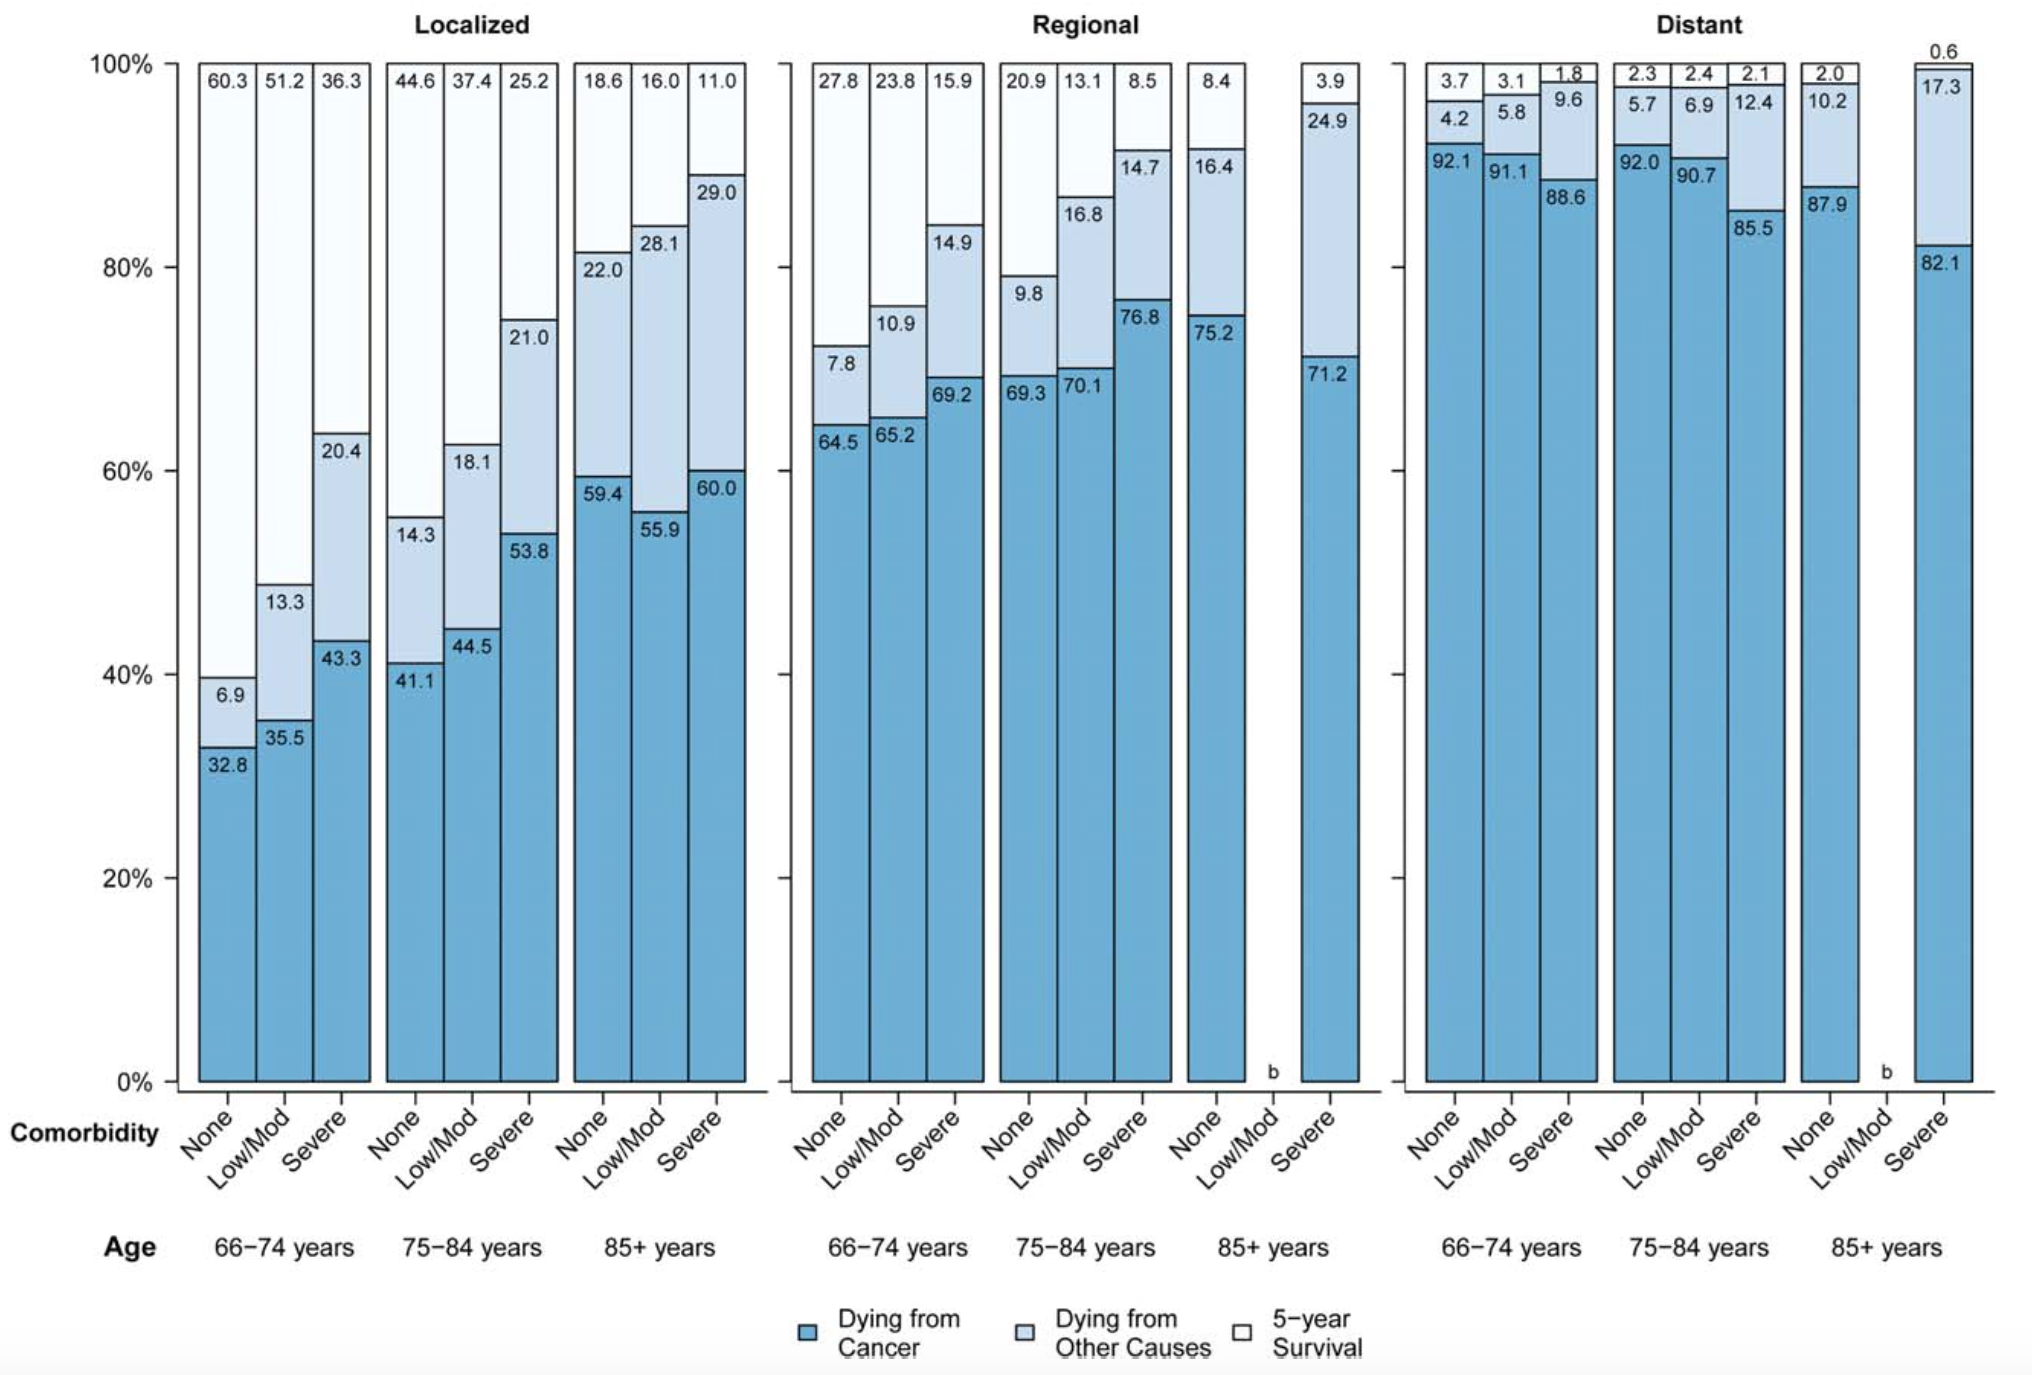 Localized Regional Distant
0.6
100%
60.3 51.2 36.3 44.6 37.4 25.2 18.6 16.0 11.0 27.8 23.8 15.9 20.9 13.1 8.5 8.4 3.9 3.7 3.1 1.8 2.3 2.4 2.1 2.0 17.3
4.2 5.8 9.6 5.7 6.9 12.4 10.2
24.9
92.1 91.1 88.6 92.0 90.7 85.5 87.9
29.0 14.7 16.4
28.1 16.8
80%
22.0 14.9 9.8 82.1
21.0 10.9 76.8 75.2
7.8 69.2 69.3 70.1 71.2
20.4 18.1 64.5 65.2
60%
59.4 55.9 60.0
14.3 53.8
13.3
43.3 41.1 44.5
40%
6.9 35.5
32.8
20%
b b
0%
Comorbidity
None Low/Mod Severe None Low/Mod Severe None Low/Mod Severe None Low/Mod Severe None Low/Mod Severe None Low/Mod Severe None Low/Mod Severe None Low/Mod Severe None Low/Mod Severe
Age 66–74 years 75–84 years 85+ years 66–74 years 75–84 years 85+ years 66–74 years 75–84 years 85+ years
Dying from
Cancer
Dying from
Other Causes
5–year
Survival